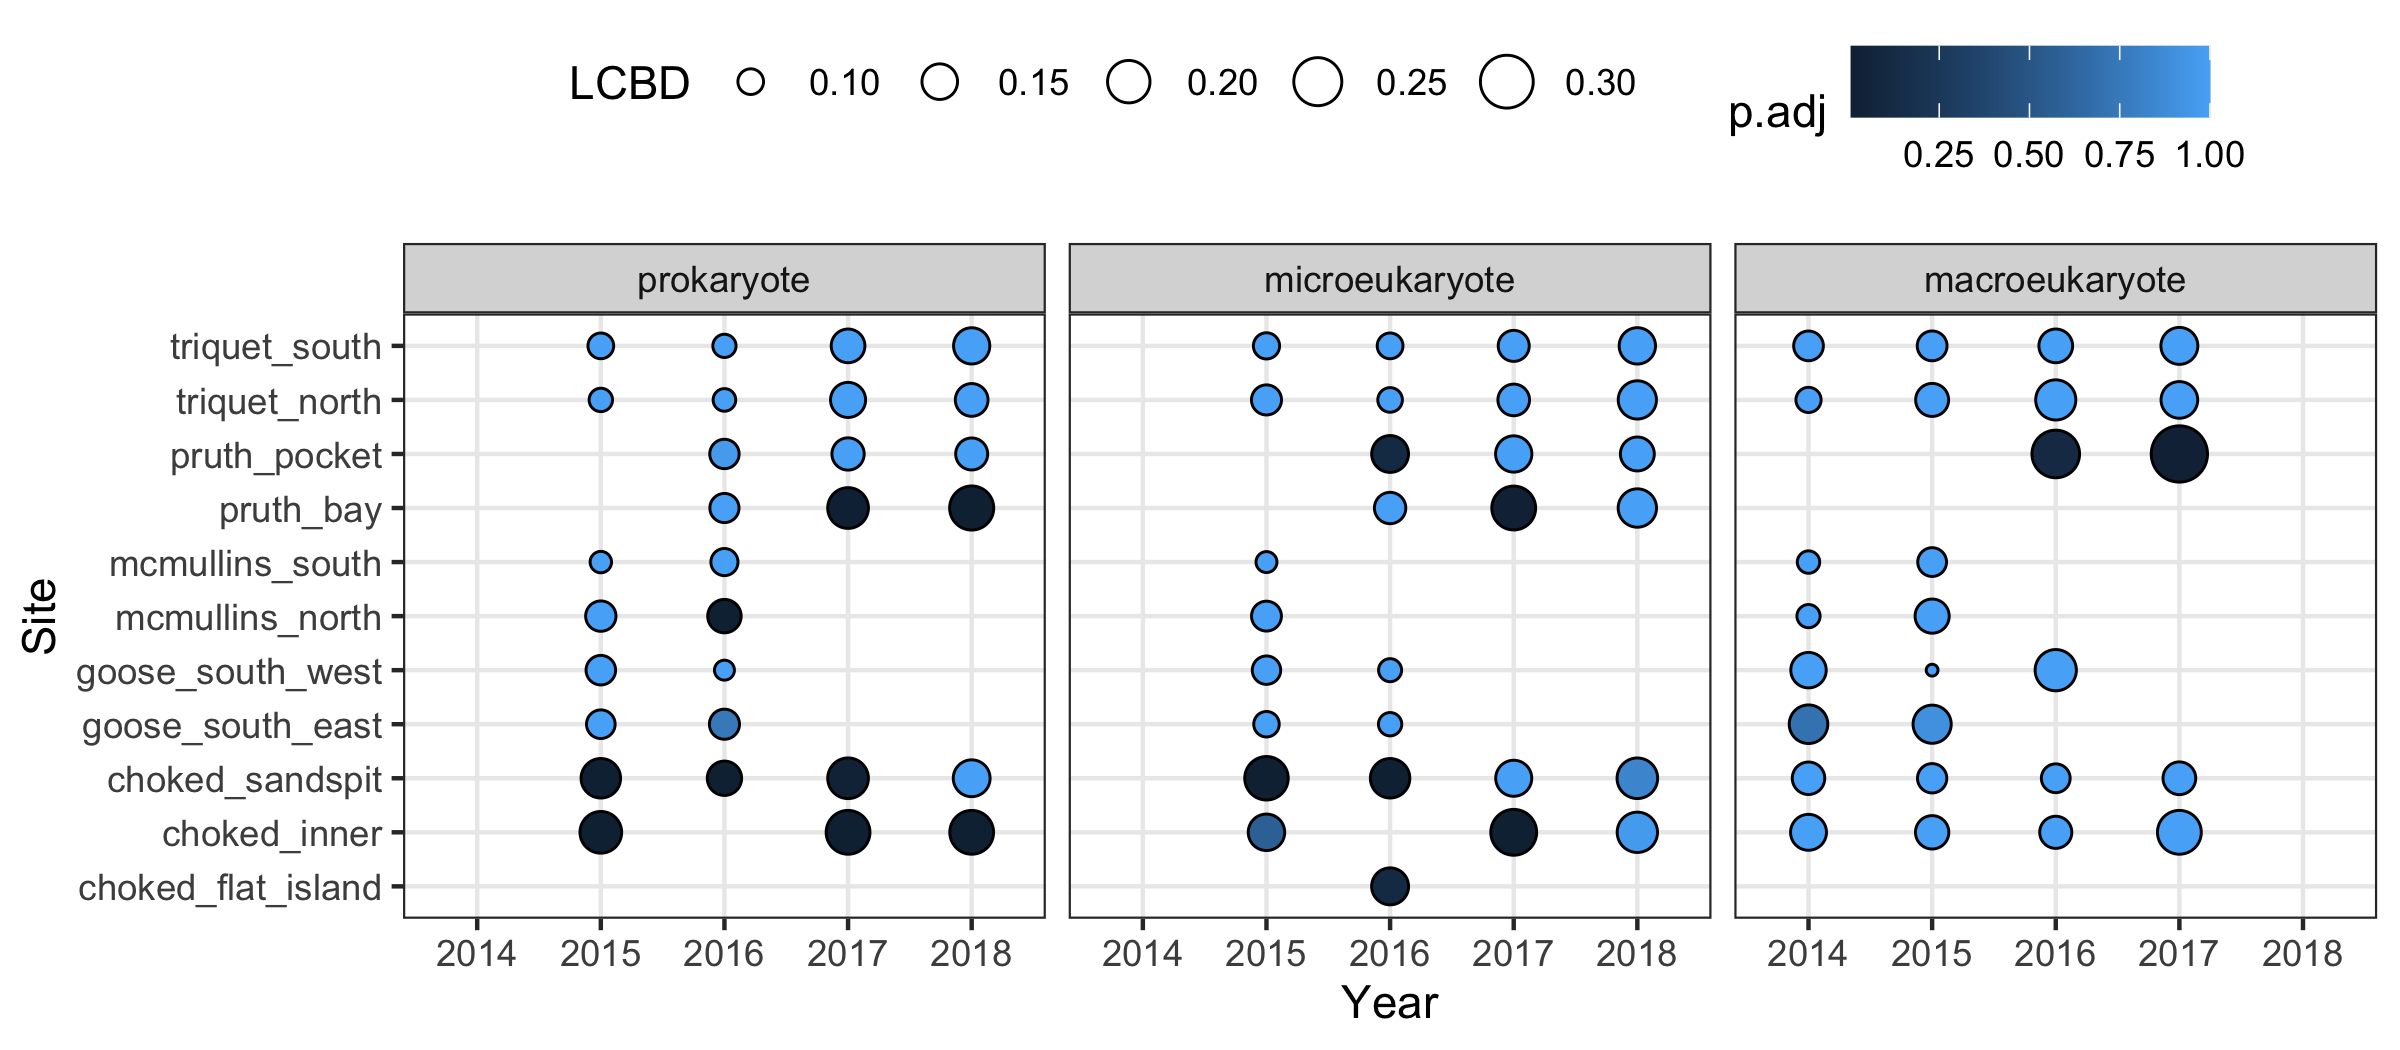 LCBD 0.10 0.15 0.20 0.25 0.30
p.adj
0.25 0.50 0.75 1.00
prokaryote microeukaryote macroeukaryote
Site
triquet_south
triquet_north
pruth_pocket
pruth_bay
mcmullins_south
mcmullins_north
goose_south_west
goose_south_east
choked_sandspit
choked_inner
choked_flat_island
2014 2015 2016 2017 2018 2014 2015 2016 2017 2018 2014 2015 2016 2017 2018
Year